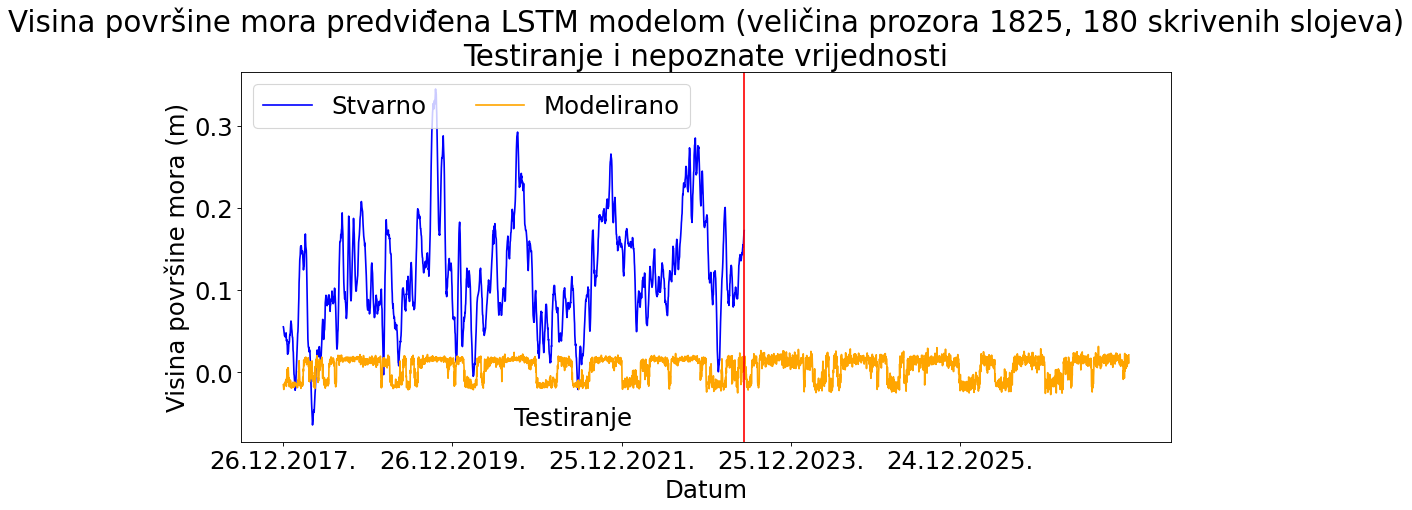 Visina površine mora predviđena LSTM modelom (veličina prozora 1825, 180 skrivenih slojeva)
Testiranje i nepoznate vrijednosti
Stvarno Modelirano
Visina površine mora (m)
0.3
0.2
0.1
0.0
Testiranje
26.12.2017. 26.12.2019. 25.12.2021. 25.12.2023. 24.12.2025.
Datum